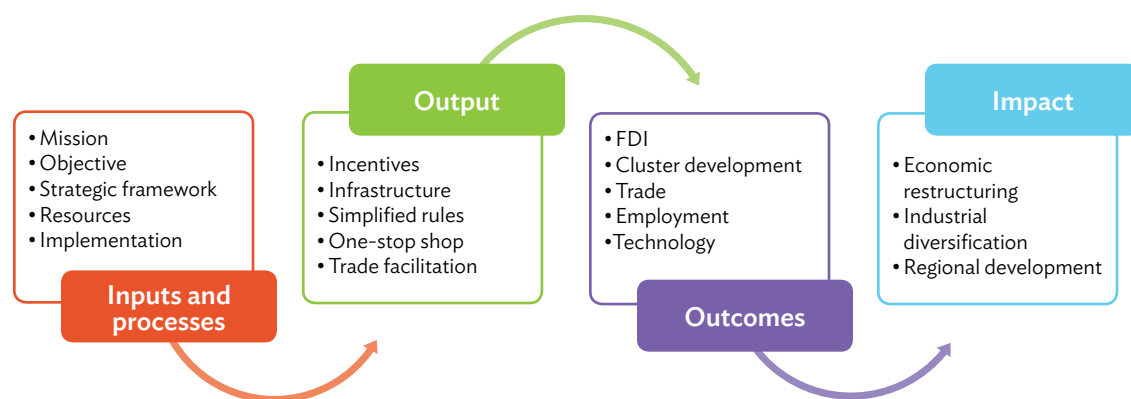 • Mission
• Objective
• Strategic framework
• Resources
• Implementation
Inputs and
processes
Output
• Incentives
• Infrastructure
• Simplified rules
• One-stop shop
• Trade facilitation
• FDI
• Cluster development
• Trade
• Employment
• Technology
Outcomes
Impact
• Economic
restructuring
• Industrial
diversification
• Regional development